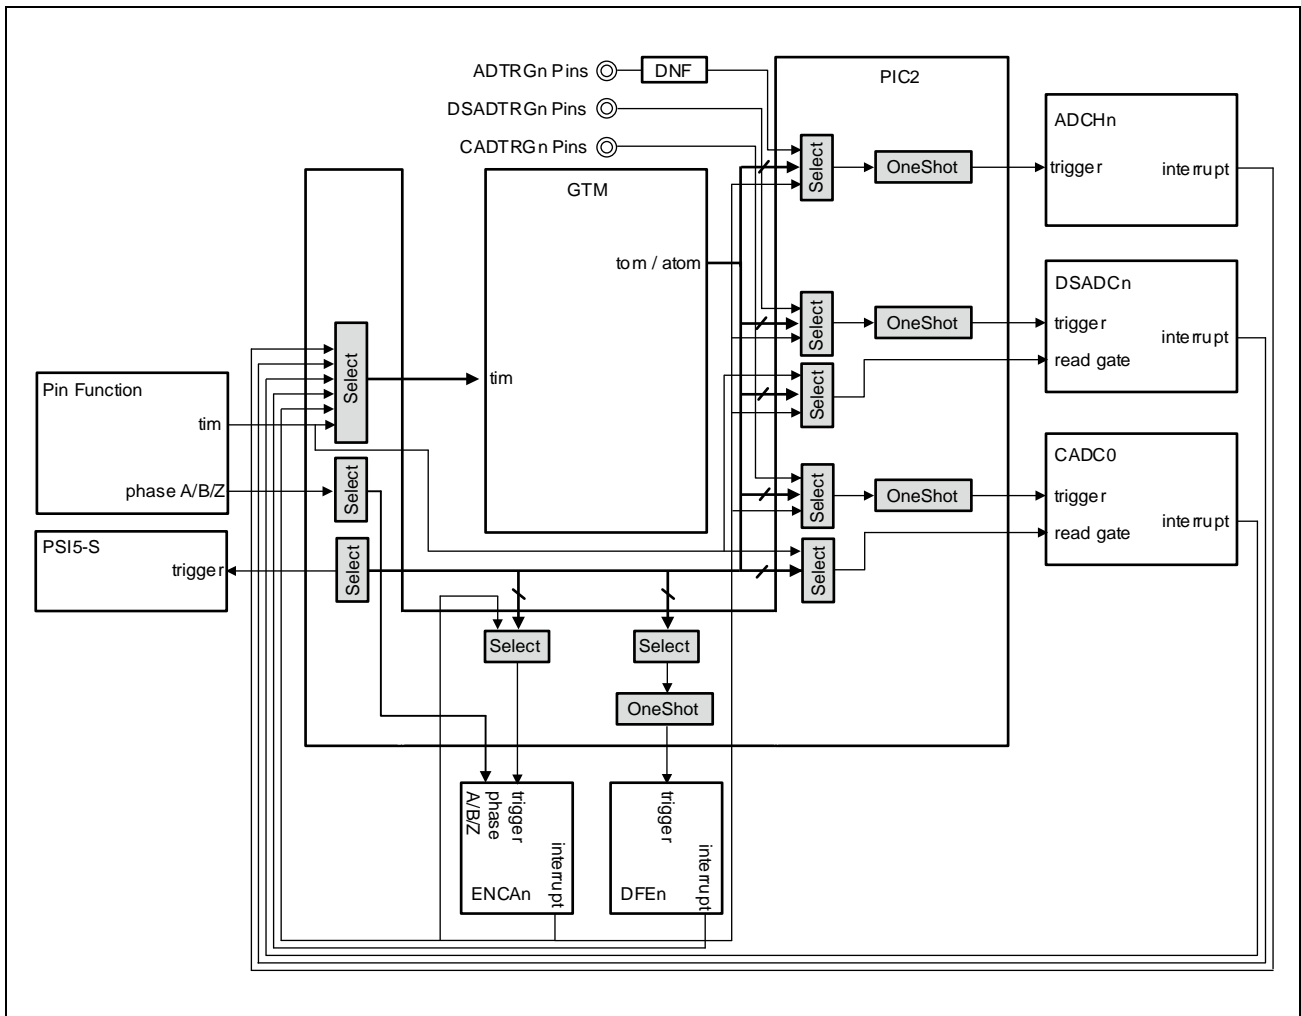 ADTRGn Pins
DNF
PIC2
DSADTRGn Pins
CADTRGn Pins
Select
OneShot
ADCHn
trigger
interrupt
GTM
tom / atom
tim
Select
OneShot
DSADCn
trigger
interrupt
read gate
Select
Select
Pin Function
tim
phase A/B/Z
Select
Select
OneShot
CADC0
trigger
interrupt
read gate
Select
PSI5-S
trigger
Select
Select
Select
OneShot
trigger
phase
A/B/Z
interrupt
ENCAn
trigger
interrupt
DFEn